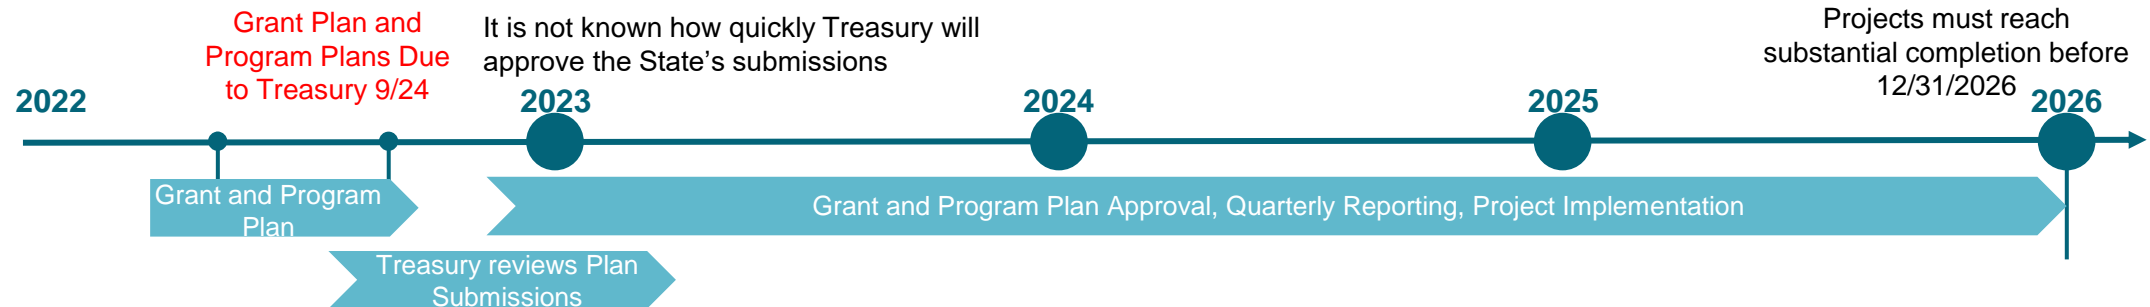 Grant Plan and
Program Plans Due
to Treasury 9/24
It is not known how quickly Treasury will
approve the State's submissions
Projects must reach
substantial completion before
12/31/2026
2022
2023
2024
2025
2026
Grant and Program
Plan
Grant and Program Plan Approval, Quarterly Reporting, Project Implementation
Treasury reviews Plan
Submissions